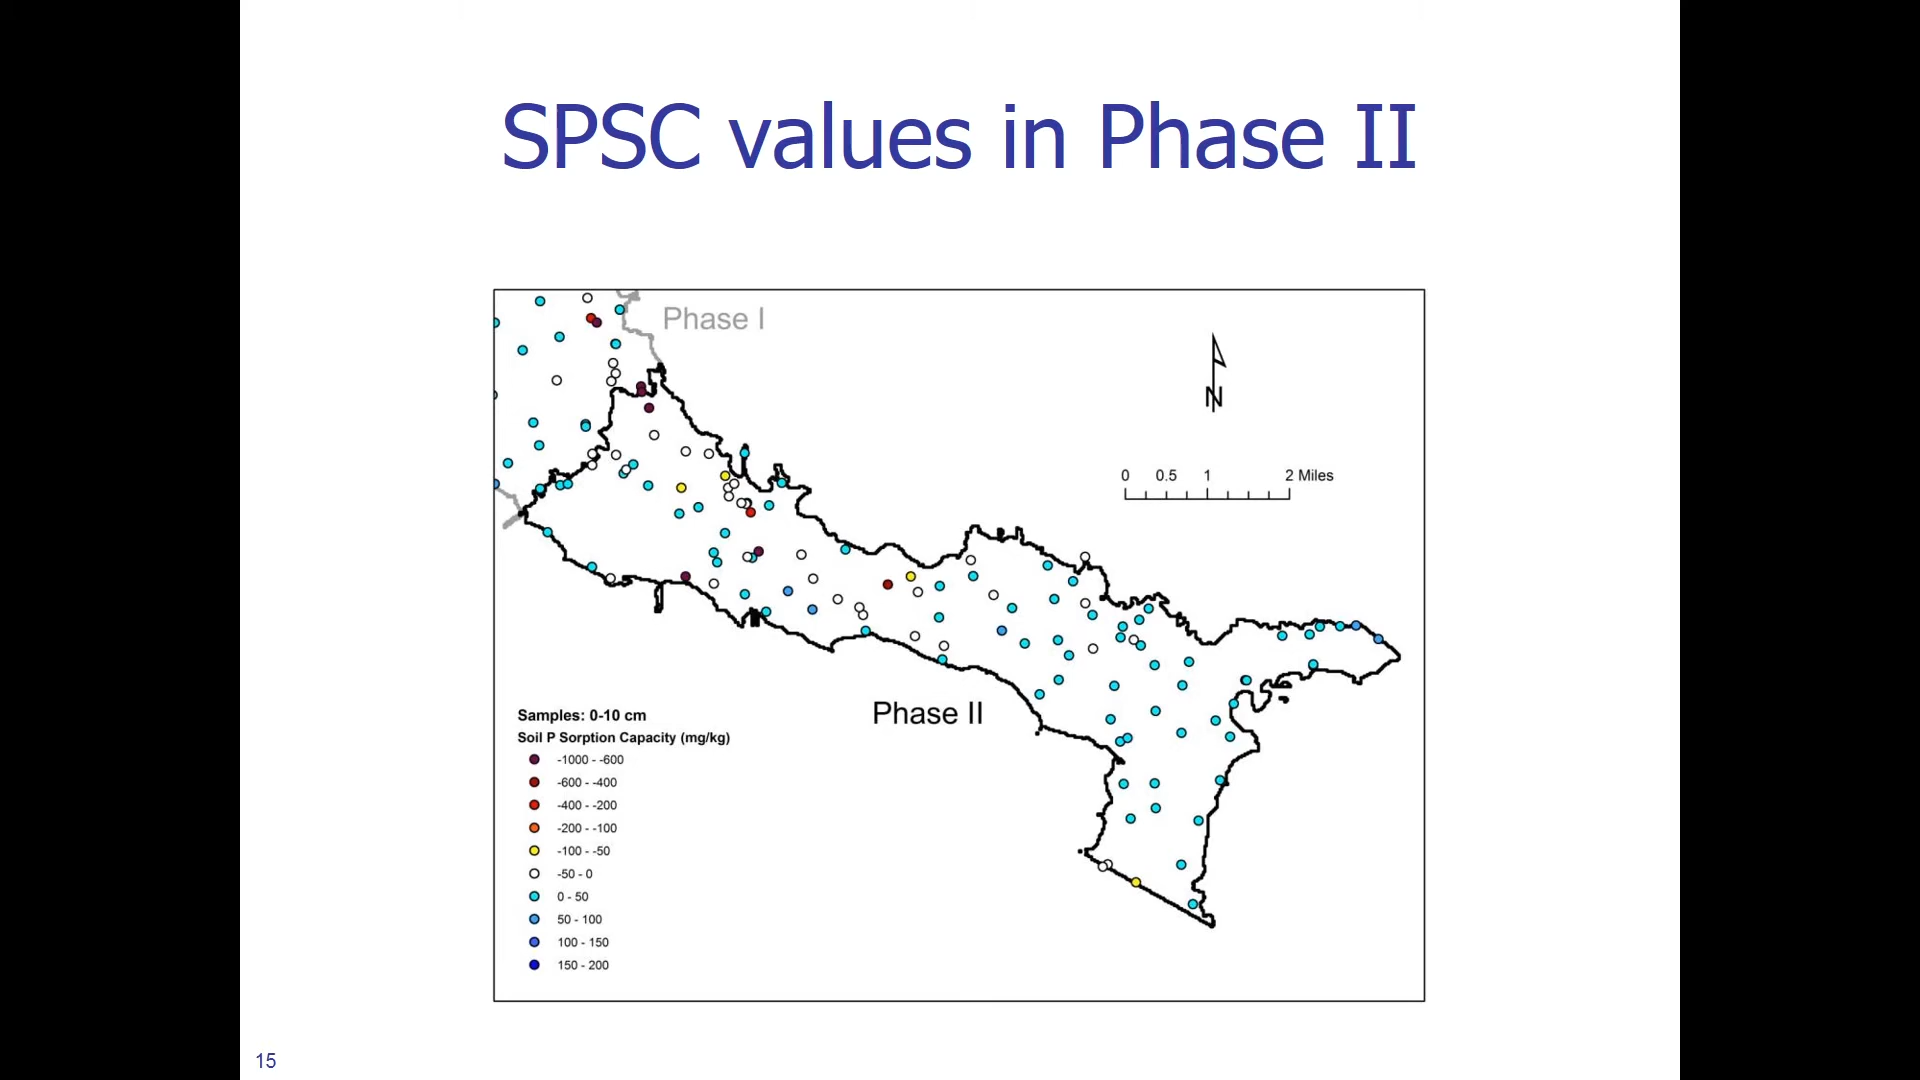 SPSC values in Phase II
Phase I
N
0 0.5 1 2 Miles
Phase II
Samples: 0-10 cm
Soil P Sorption Capacity (mg/kg)
-1000 - -600
-600 - -400
-400 - -200
-200 - -100
-100 - -50
-50 - 0
0 - 50
50 - 100
100 - 150
150 - 200
15